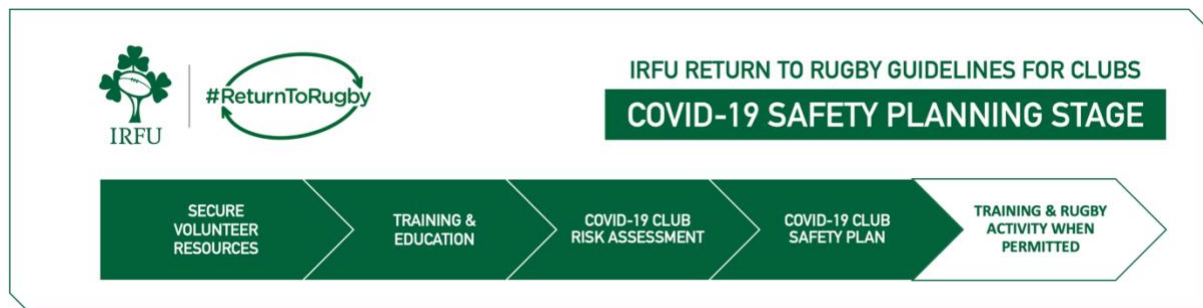 IRFU
#ReturnToRugby
IRFU RETURN TO RUGBY GUIDELINES FOR CLUBS
COVID-19 SAFETY PLANNING STAGE
SECURE
VOLUNTEER
RESOURCES
TRAINING &
EDUCATION
COVID-19 CLUB
RISK ASSESSMENT
COVID-19 CLUB
SAFETY PLAN
TRAINING & RUGBY
ACTIVITY WHEN
PERMITTED